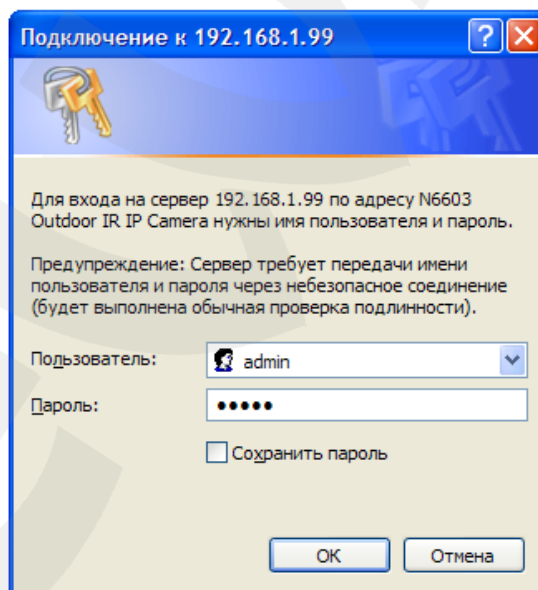 Подключение к 192.168.1.99
Для входа на сервер 192.168.1.99 по адресу N6603
Outdoor IR IP Camera нужны имя пользователя и пароль.
Предупреждение: Сервер требует передачи имени
пользователя и пароля через небезопасное соединение
(будет выполнена обычная проверка подлинности).
Пользователь: admin
Пароль: •••••
Сохранить пароль
ОК Отмена